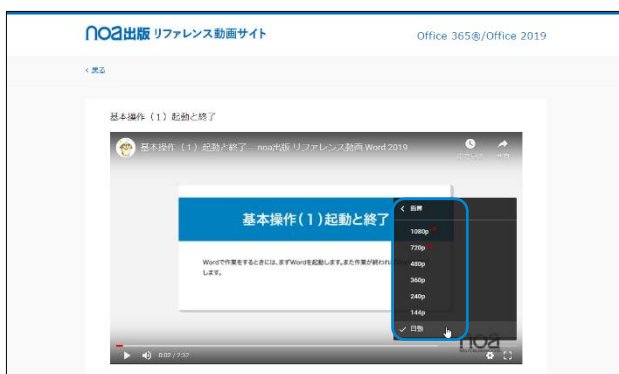 noa出版 リファレンス動画サイト
Office 365®/Office 2019
< 戻る
基本操作（1）起動と終了
基本操作（1）起動と終了 ー noa出版 リファレンス動画 Word 2019
基本操作(1)起動と終了
Wordで作業をするときには、まずWordを起動します。また作業が終われ
します。
< 画質
1080p HD
720p
480p
360p
240p
144p
✓ 自動
noa
0:02 / 2:32